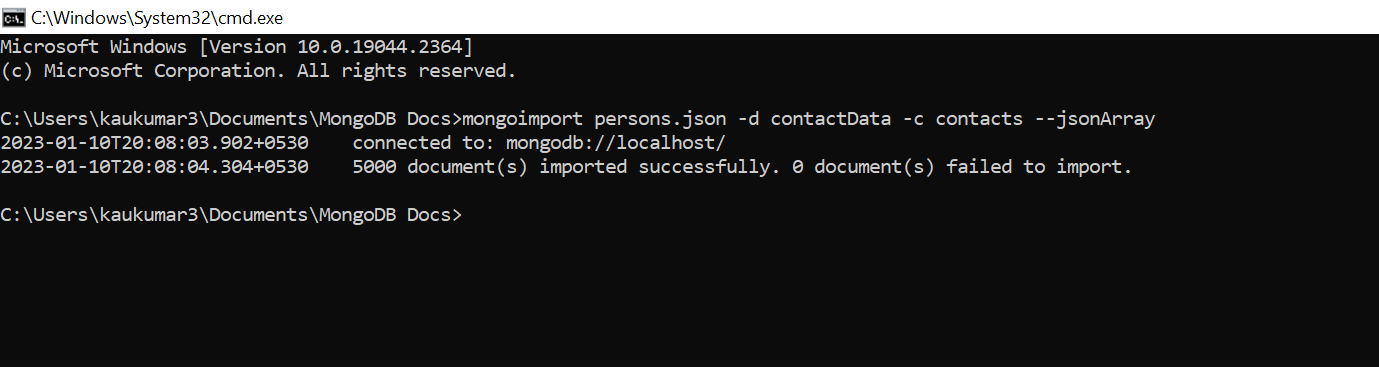 C:\Windows\System32\cmd.exe
Microsoft Windows [Version 10.0.19044.2364]
(c) Microsoft Corporation. All rights reserved.
C:\Users\kaukumar3\Documents\MongoDB Docs>mongoimport persons.json -d contactData -c contacts --jsonArray
2023-01-10T20:08:03.902+0530    connected to: mongodb://localhost/
2023-01-10T20:08:04.304+0530    5000 document(s) imported successfully. 0 document(s) failed to import.
C:\Users\kaukumar3\Documents\MongoDB Docs>